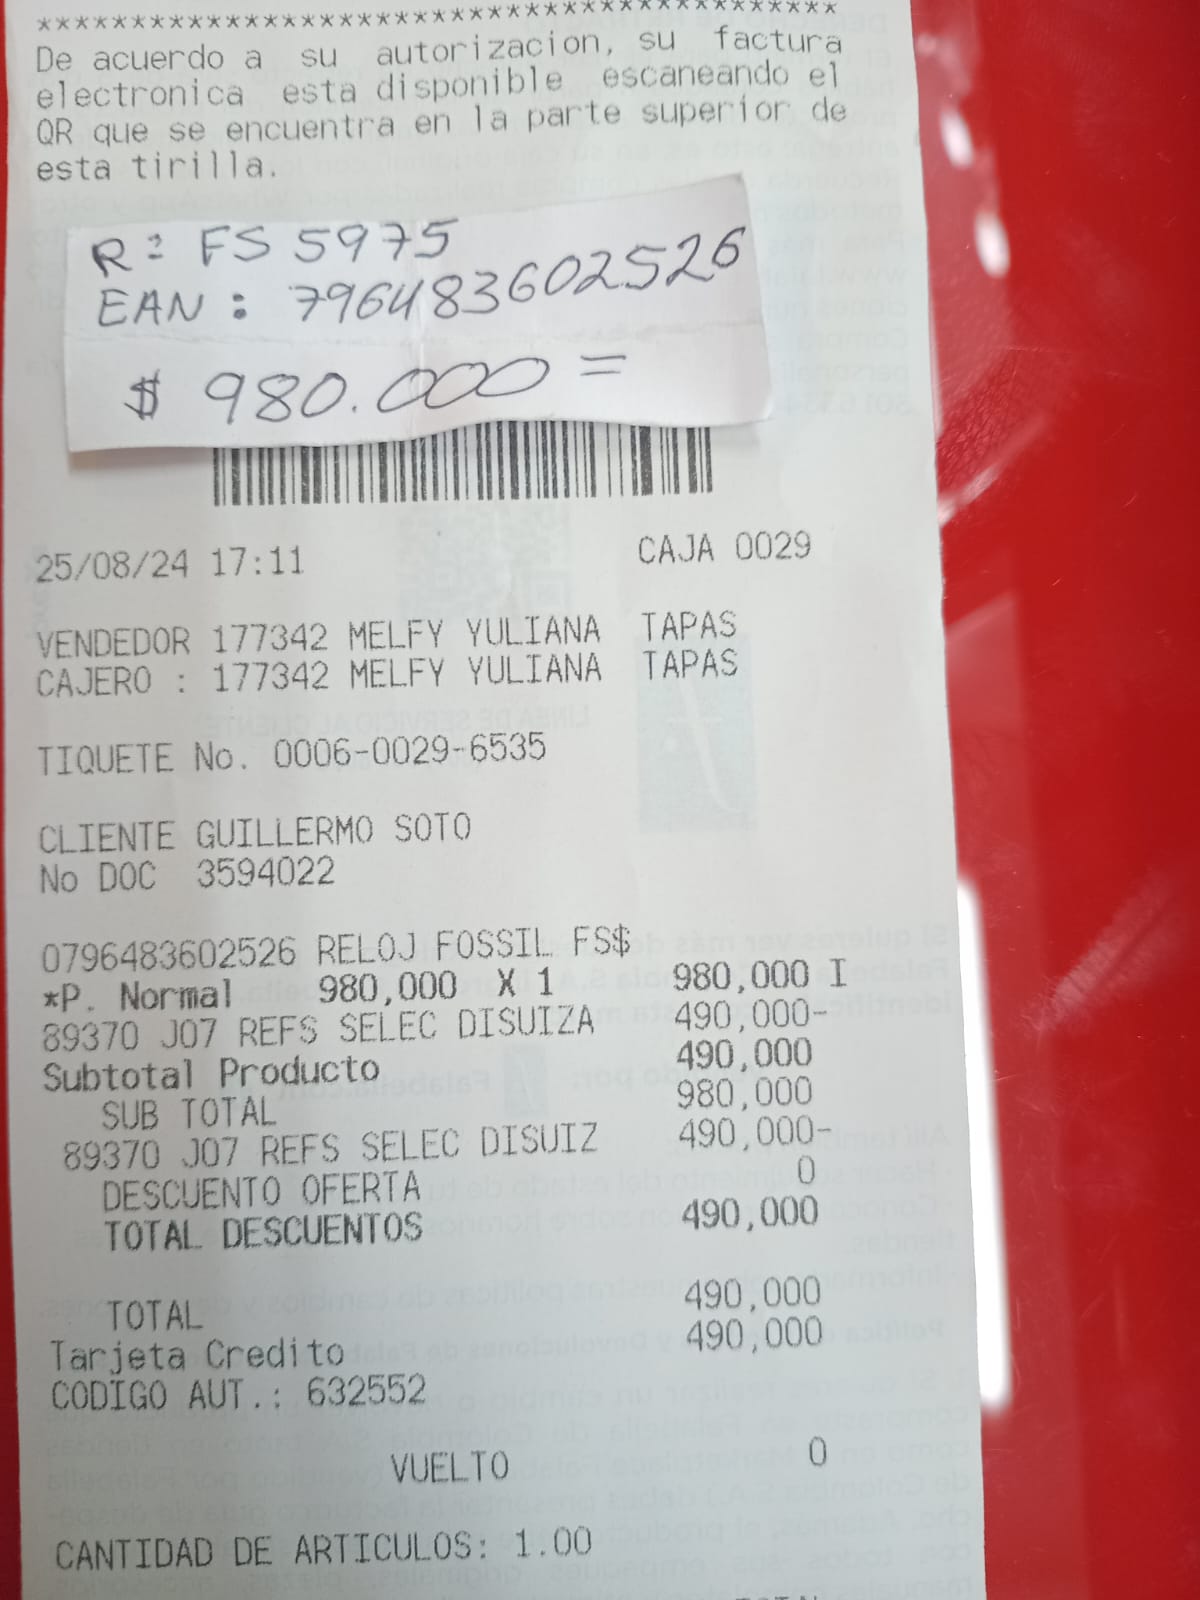 ******************************************
De acuerdo a su autorizacion, su factura
electronica esta disponible escaneando el
QR que se encuentra en la parte superior de
esta tirilla.
R: FS 5975
EAN: 796483602526
$ 980.000=
25/08/24 17:11 CAJA 0029
VENDEDOR 177342 MELFY YULIANA TAPAS
CAJERO : 177342 MELFY YULIANA TAPAS
TIQUETE No. 0006-0029-6535
CLIENTE GUILLERMO SOTO
No DOC 3594022
0796483602526 RELOJ FOSSIL FS$
*P. Normal 980,000 X 1 980,000 I
89370 J07 REFS SELEC DISUIZA 490,000-
Subtotal Producto 490,000
SUB TOTAL 980,000
89370 J07 REFS SELEC DISUIZ 490,000-
DESCUENTO OFERTA 0
TOTAL DESCUENTOS 490,000
TOTAL 490,000
Tarjeta Credito 490,000
CODIGO AUT.: 632552
VUELTO 0
CANTIDAD DE ARTICULOS: 1.00